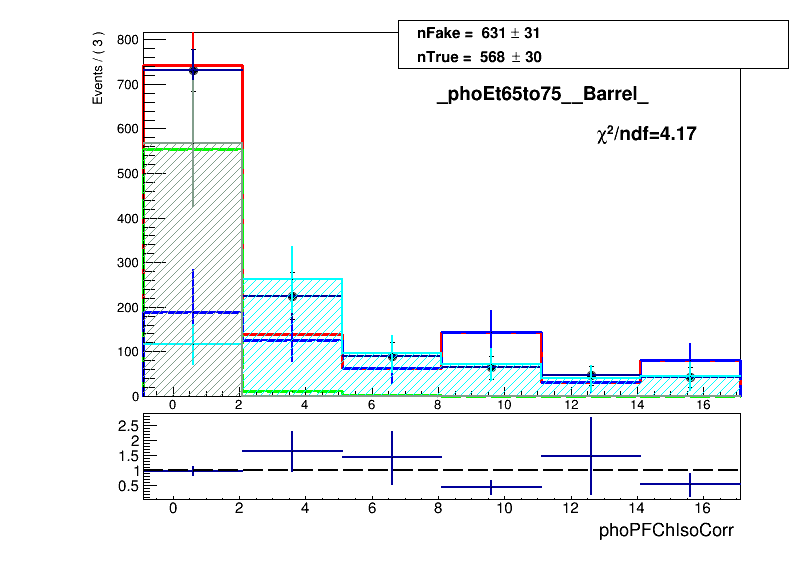 nFake = 631 ± 31
nTrue = 568 ± 30
_phoEt65to75__Barrel_
χ²/ndf=4.17
Events / ( 3 )
800
700
600
500
400
300
200
100
0
0 2 4 6 8 10 12 14 16
2.5
2
1.5
1
0.5
0 2 4 6 8 10 12 14 16
phoPFChIsoCorr